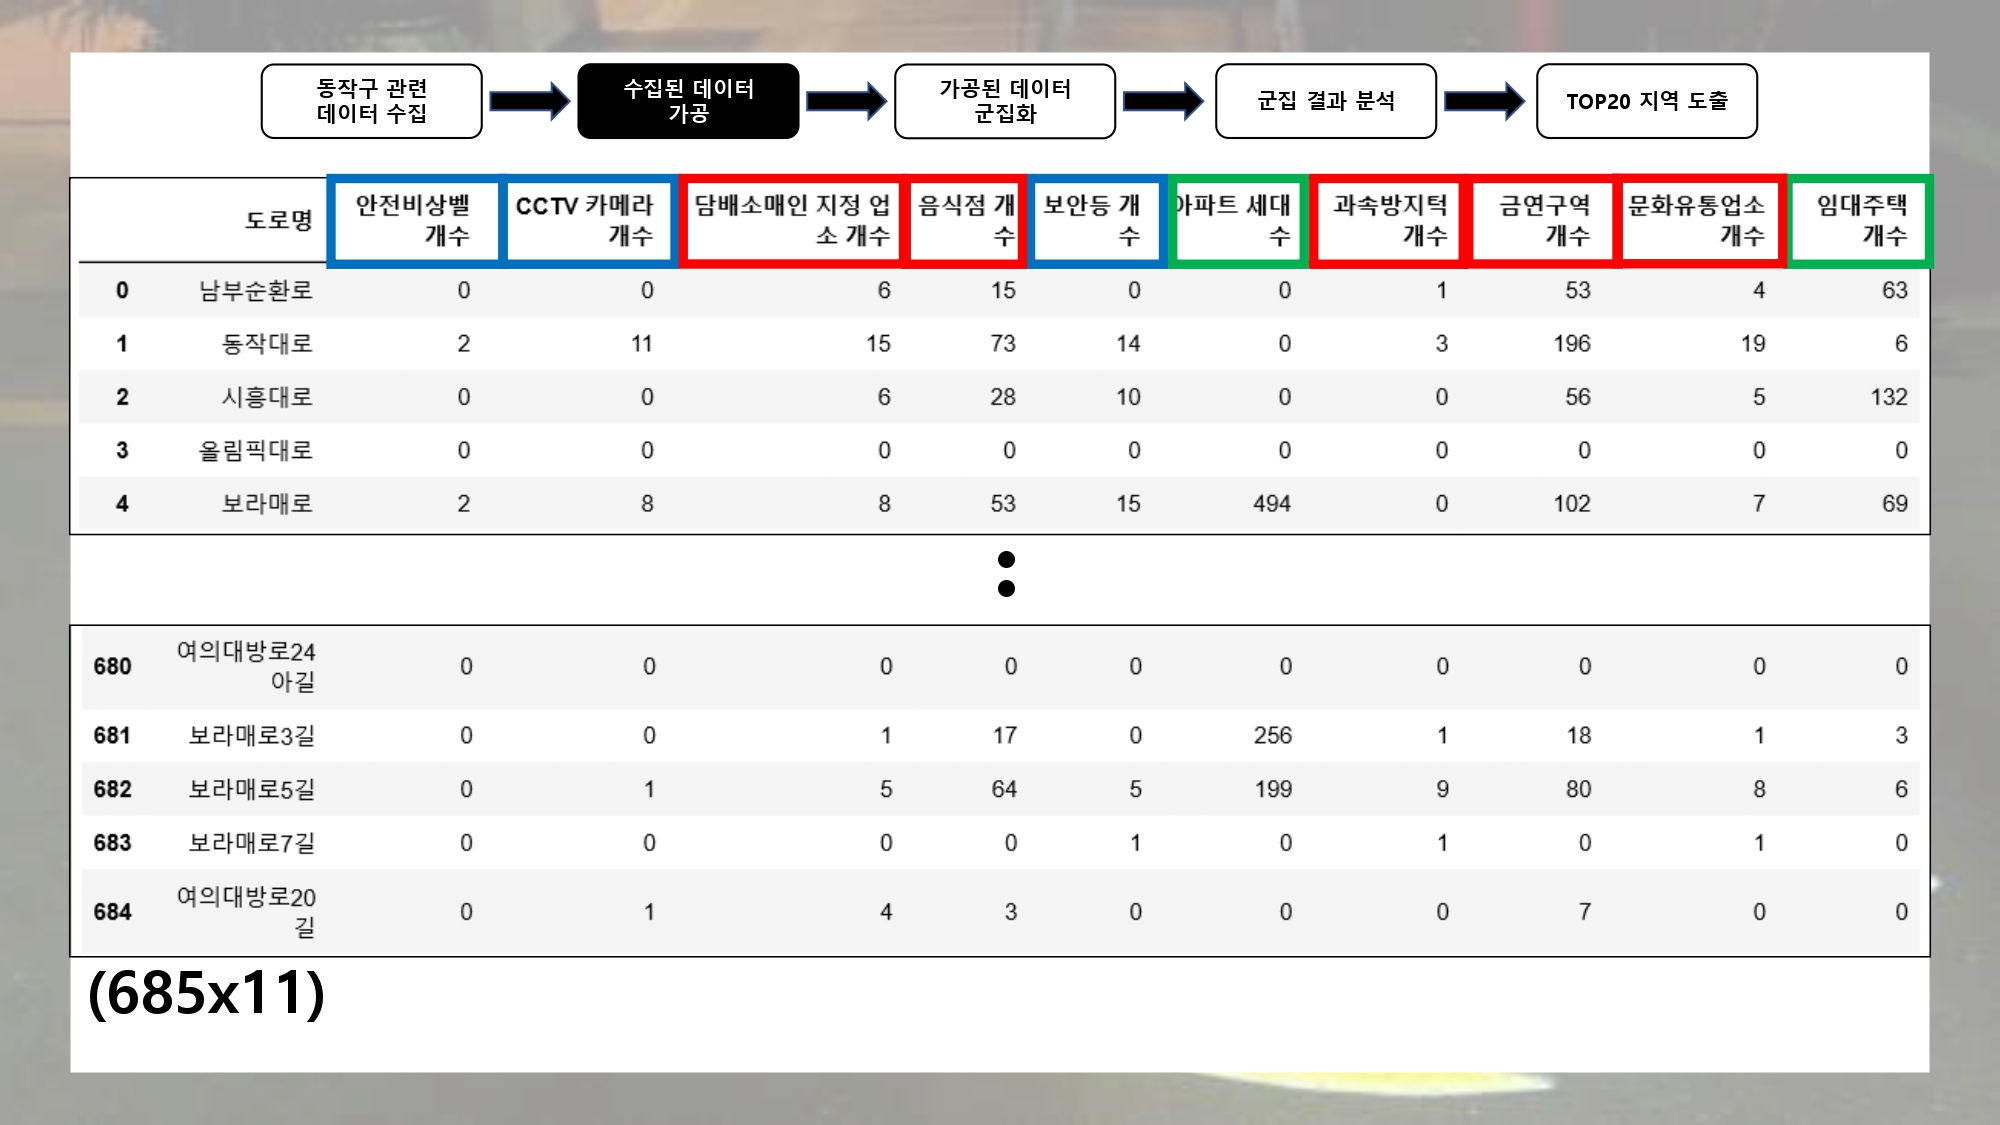 동작구 관련
데이터 수집
수집된 데이터
가공
가공된 데이터
군집화
군집 결과 분석
TOP20 지역 도출
도로명 안전비상벨 개수 CCTV 카메라 개수 담배소매인 지정 업소 개수 음식점 개수 보안등 개수 아파트 세대수 과속방지턱 개수 금연구역 개수 문화유통업소 개수 임대주택 개수
0 남부순환로 0 0 6 15 0 0 1 53 4 63
1 동작대로 2 11 15 73 14 0 3 196 19 6
2 시흥대로 0 0 6 28 10 0 0 56 5 132
3 올림픽대로 0 0 0 0 0 0 0 0 0 0
4 보라매로 2 8 8 53 15 494 0 102 7 69
680 여의대방로24아길 0 0 0 0 0 0 0 0 0 0
681 보라매로3길 0 0 1 17 0 256 1 18 1 3
682 보라매로5길 0 1 5 64 5 199 9 80 8 6
683 보라매로7길 0 0 0 0 1 0 1 0 1 0
684 여의대방로20길 0 1 4 3 0 0 0 7 0 0
(685x11)